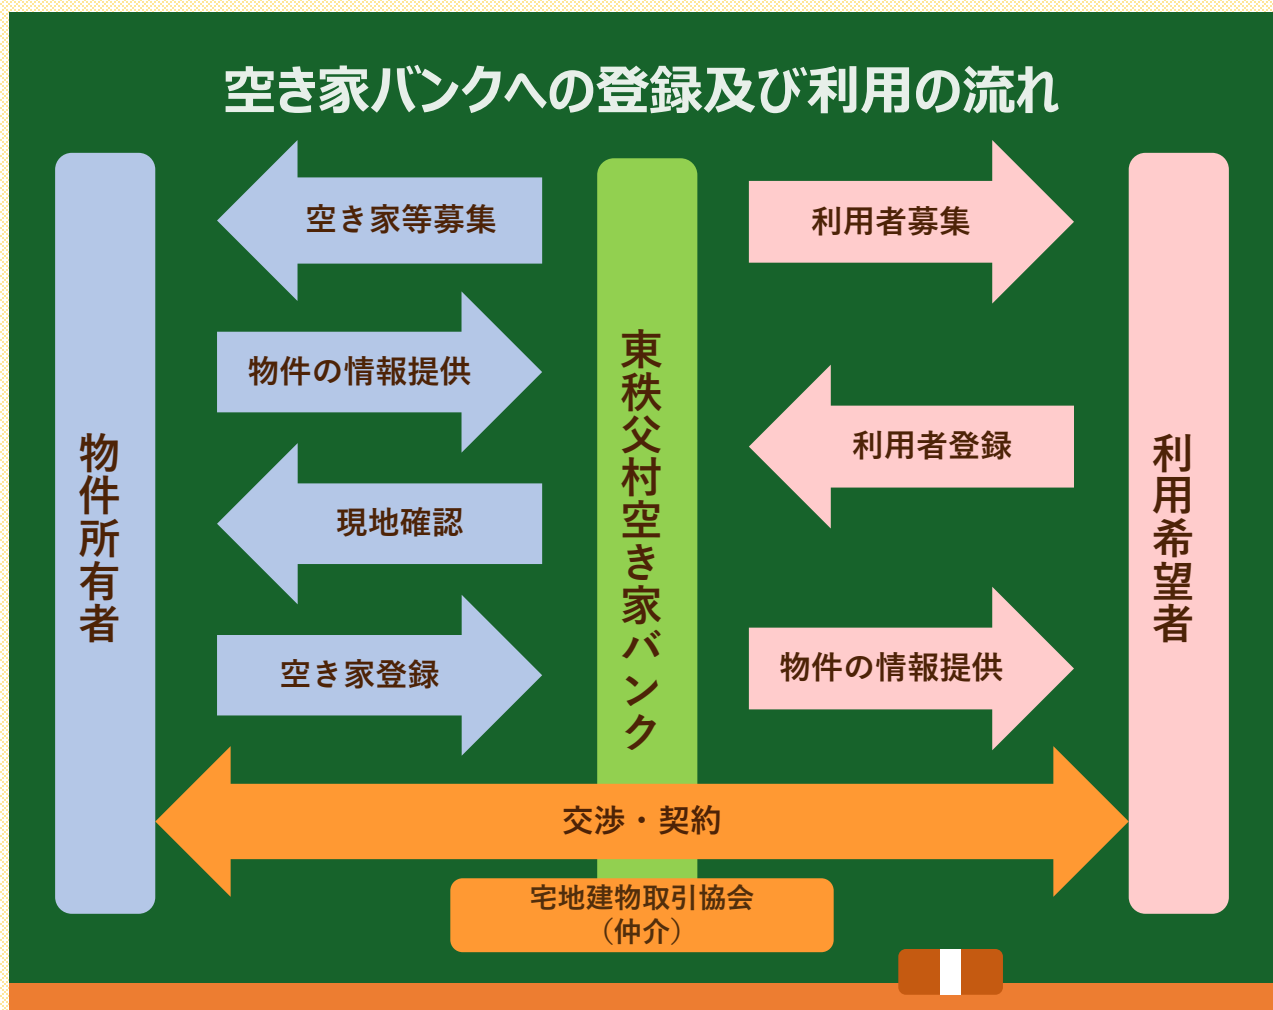 空き家バンクへの登録及び利用の流れ
物件所有者
空き家等募集
物件の情報提供
現地確認
空き家登録
東秩父村空き家バンク
利用者募集
利用者登録
物件の情報提供
利用希望者
交渉・契約
宅地建物取引協会
（仲介）